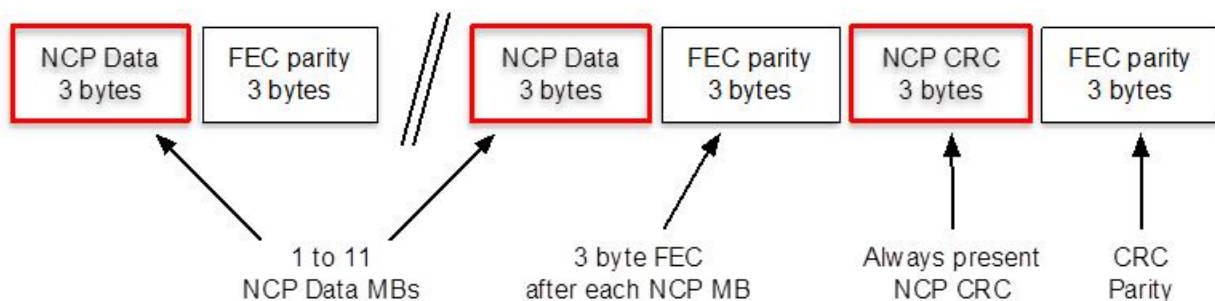 NCP Data
3 bytes
FEC parity
3 bytes
NCP Data
3 bytes
FEC parity
3 bytes
NCP CRC
3 bytes
FEC parity
3 bytes
1 to 11
NCP Data MBs
3 byte FEC
after each NCP MB
Always present
NCP CRC
CRC
Parity